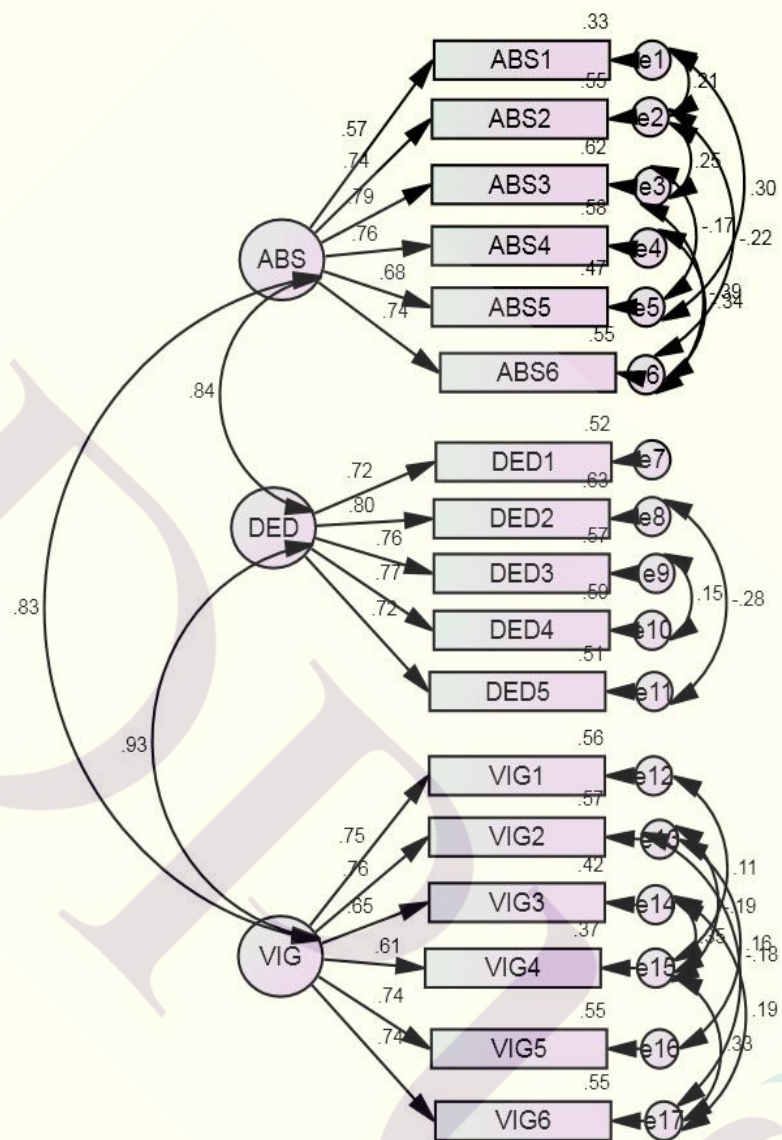 .33
ABS1
e1
.21
.57
.55
ABS2
e2
.74
.62
.25
ABS3
e3
.30
.79
.58
-.17
-.22
.76
ABS4
e4
ABS
.68
.47
ABS5
e5
-.39
-.34
.74
.55
ABS6
6
.84
.52
DED1
e7
.72
.63
.80
DED2
e8
DED
.76
.57
DED3
e9
.15
-.28
.77
.59
DED4
e10
.83
.72
.51
DED5
e11
.93
.56
VIG1
e12
.75
.57
VIG2
.11
.76
.42
-.19
.65
VIG3
e14
.35
.16
-.18
.37
.61
VIG4
e15
VIG
.19
.74
.55
VIG5
e16
.33
.74
.55
VIG6
e17